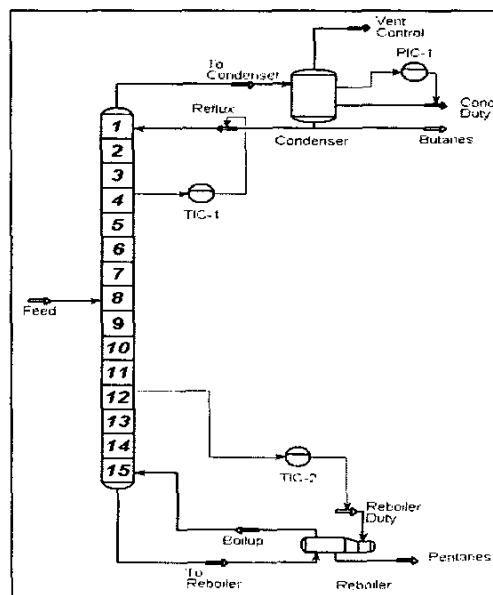 Vent
Control
PIC-1
To
Condenser
Cond
Duty
Reflux
Condenser
Butanes
1
2
3
4
TIC-1
5
6
7
8
Feed
9
10
11
12
13
14
TIC-2
15
Reboiler
Duty
Boilup
To
Reboiler
Reboiler
Pentanes